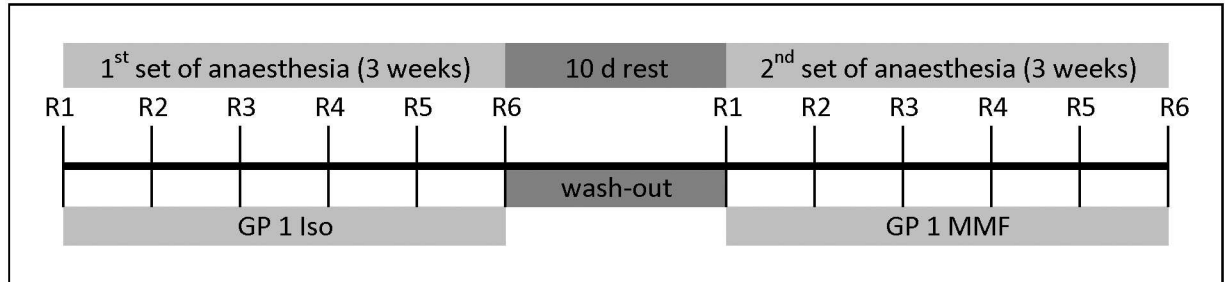 1st set of anaesthesia (3 weeks) 10 d rest 2nd set of anaesthesia (3 weeks)
R1 R2 R3 R4 R5 R6 R1 R2 R3 R4 R5 R6
wash-out
GP 1 Iso GP 1 MMF